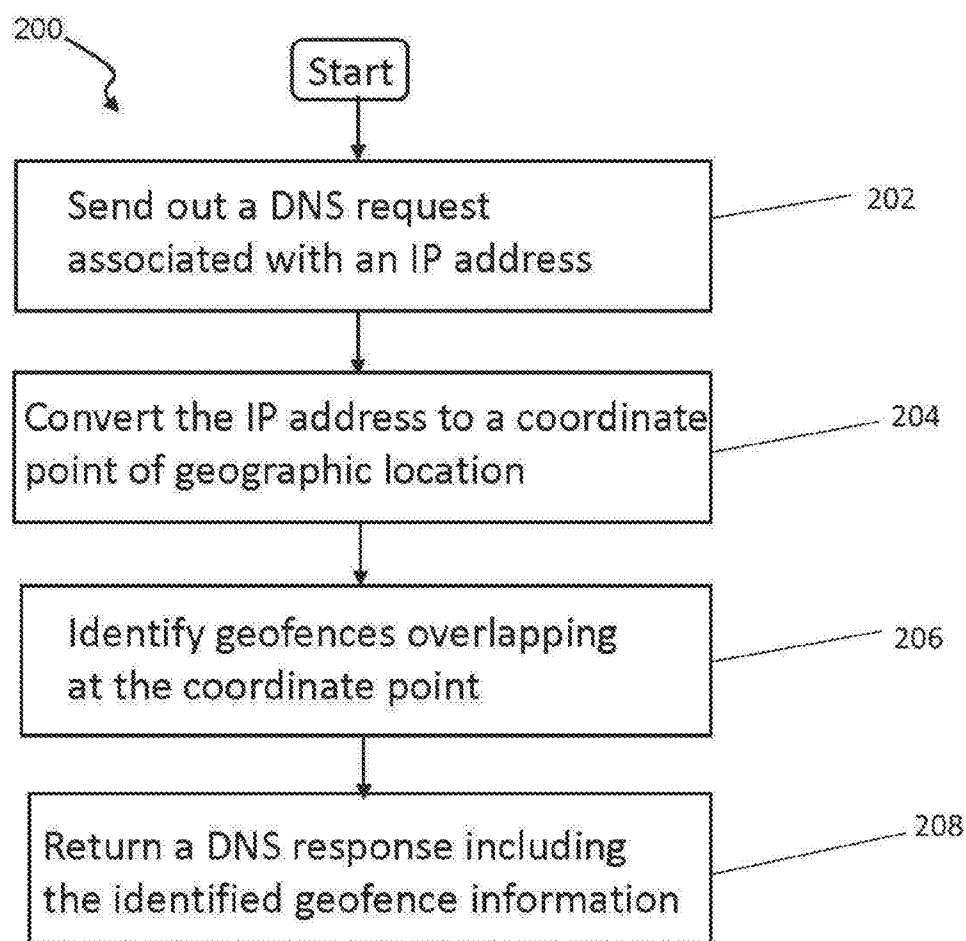 200
Start
Send out a DNS request
associated with an IP address
202
Convert the IP address to a coordinate
point of geographic location
204
Identify geofences overlapping
at the coordinate point
206
Return a DNS response including
the identified geofence information
208